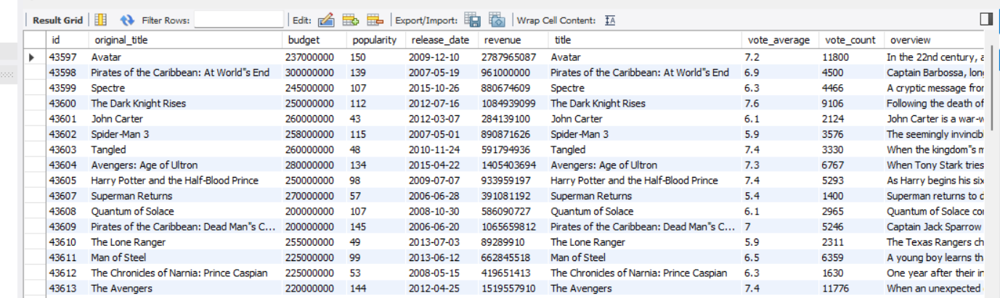 Result Grid Filter Rows: Edit: Export/Import: Wrap Cell Content: IA
id original_title budget popularity release_date revenue title vote_average vote_count overview
43597 Avatar 237000000 150 2009-12-10 2787965087 Avatar 7.2 11800 In the 22nd century, a
43598 Pirates of the Caribbean: At World"s End 300000000 139 2007-05-19 961000000 Pirates of the Caribbean: At World"s End 6.9 4500 Captain Barbossa, long
43599 Spectre 245000000 107 2015-10-26 880674609 Spectre 6.3 4466 A cryptic message from
43600 The Dark Knight Rises 250000000 112 2012-07-16 1084939099 The Dark Knight Rises 7.6 9106 Following the death of
43601 John Carter 260000000 43 2012-03-07 284139100 John Carter 6.1 2124 John Carter is a war-w
43602 Spider-Man 3 258000000 115 2007-05-01 890871626 Spider-Man 3 5.9 3576 The seemingly invincib
43603 Tangled 260000000 48 2010-11-24 591794936 Tangled 7.4 3330 When the kingdom"s m
43604 Avengers: Age of Ultron 280000000 134 2015-04-22 1405403694 Avengers: Age of Ultron 7.3 6767 When Tony Stark tries
43605 Harry Potter and the Half-Blood Prince 250000000 98 2009-07-07 933959197 Harry Potter and the Half-Blood Prince 7.4 5293 As Harry begins his six
43607 Superman Returns 270000000 57 2006-06-28 391081192 Superman Returns 5.4 1400 Superman returns to d
43608 Quantum of Solace 200000000 107 2008-10-30 586090727 Quantum of Solace 6.1 2965 Quantum of Solace con
43609 Pirates of the Caribbean: Dead Man"s C... 200000000 145 2006-06-20 1065659812 Pirates of the Caribbean: Dead Man"s C... 7 5246 Captain Jack Sparrow
43610 The Lone Ranger 255000000 49 2013-07-03 89289910 The Lone Ranger 5.9 2311 The Texas Rangers ch
43611 Man of Steel 225000000 99 2013-06-12 662845518 Man of Steel 6.5 6359 A young boy learns th
43612 The Chronicles of Narnia: Prince Caspian 225000000 53 2008-05-15 419651413 The Chronicles of Narnia: Prince Caspian 6.3 1630 One year after their in
43613 The Avengers 220000000 144 2012-04-25 1519557910 The Avengers 7.4 11776 When an unexpected